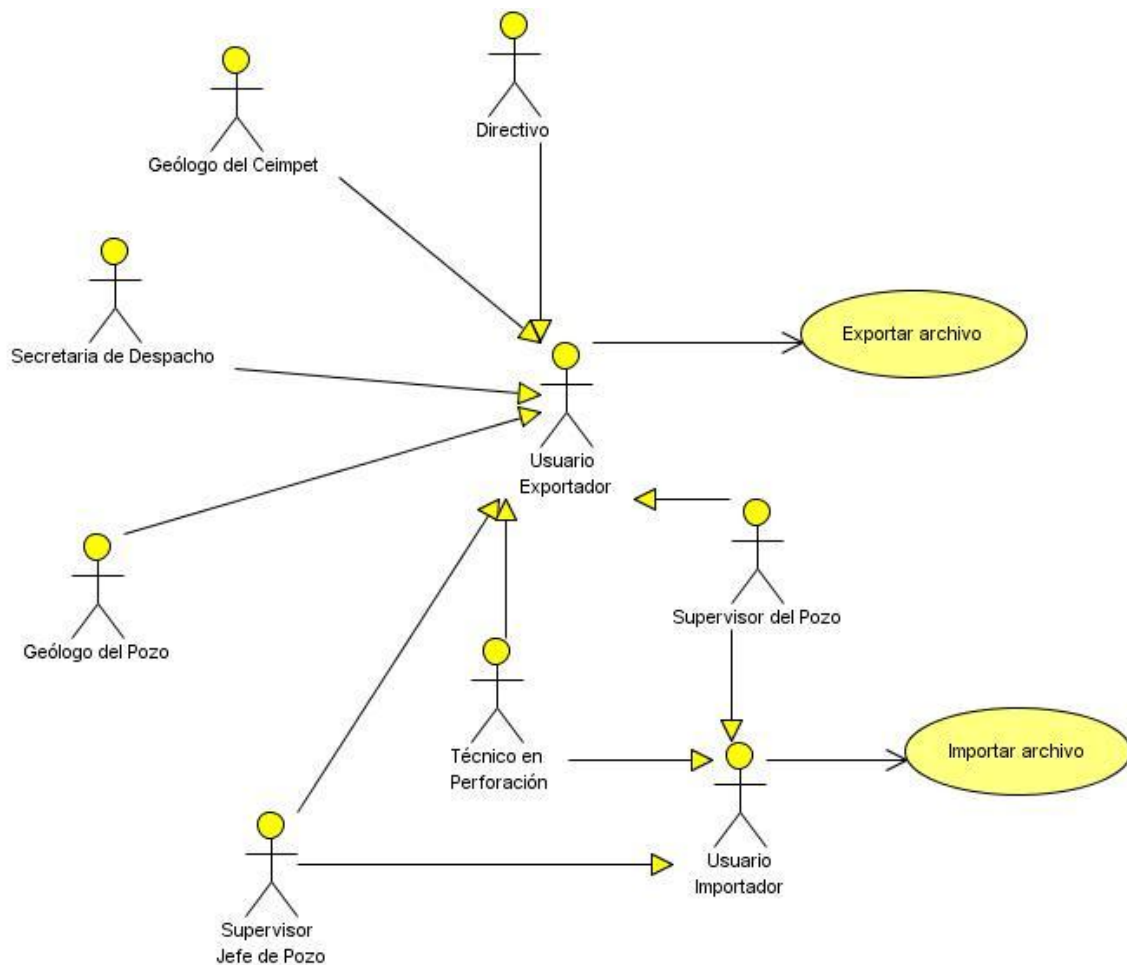 Directivo
Geólogo del Ceimpet
Secretaria de Despacho
Exportar archivo
Usuario
Exportador
Geólogo del Pozo
Supervisor del Pozo
Técnico en
Perforación
Importar archivo
Usuario
Importador
Supervisor
Jefe de Pozo